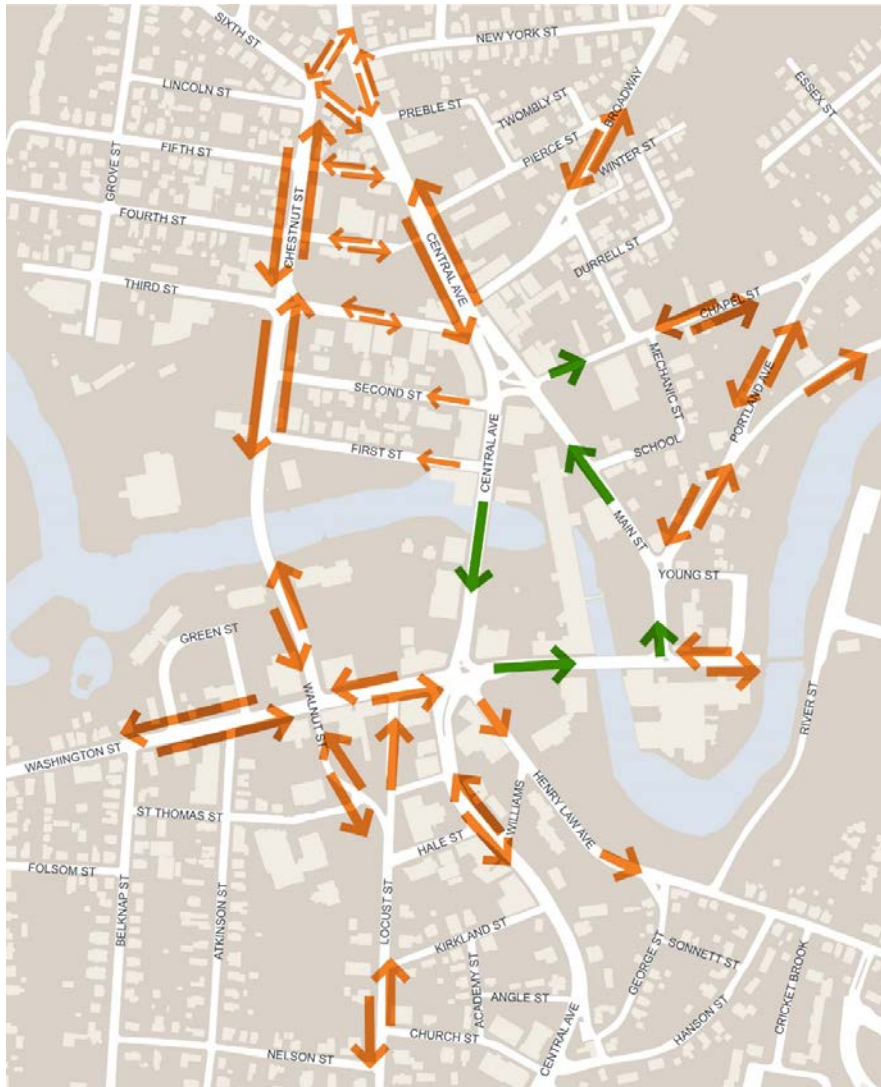 SIXTH ST
NEW YORK ST
LINCOLN ST
ESSEX ST
PREBLE ST
TWOMBLY ST
BROADWAY
FIFTH ST
PIERCE ST
WINTER ST
GROVE ST
FOURTH ST
CHESTNUT ST
CENTRAL AVE
DURRELL ST
THIRD ST
CHAPEL ST
MECHANIC ST
SECOND ST
PORTLAND AVE
FIRST ST
CENTRAL AVE
SCHOOL
MAIN ST
YOUNG ST
GREEN ST
WALNUT ST
RIVER ST
WASHINGTON ST
HENRY LAW AVE
WILLIAMS
ST THOMAS ST
HALE ST
FOLSOM ST
BELKNAP ST
ATKINSON ST
LOCUST ST
KIRKLAND ST
SONNETT ST
GEORGE ST
ACADEMY ST
ANGLE ST
CRICKET BROOK
HANSON ST
CHURCH ST
CENTRAL AVE
NELSON ST